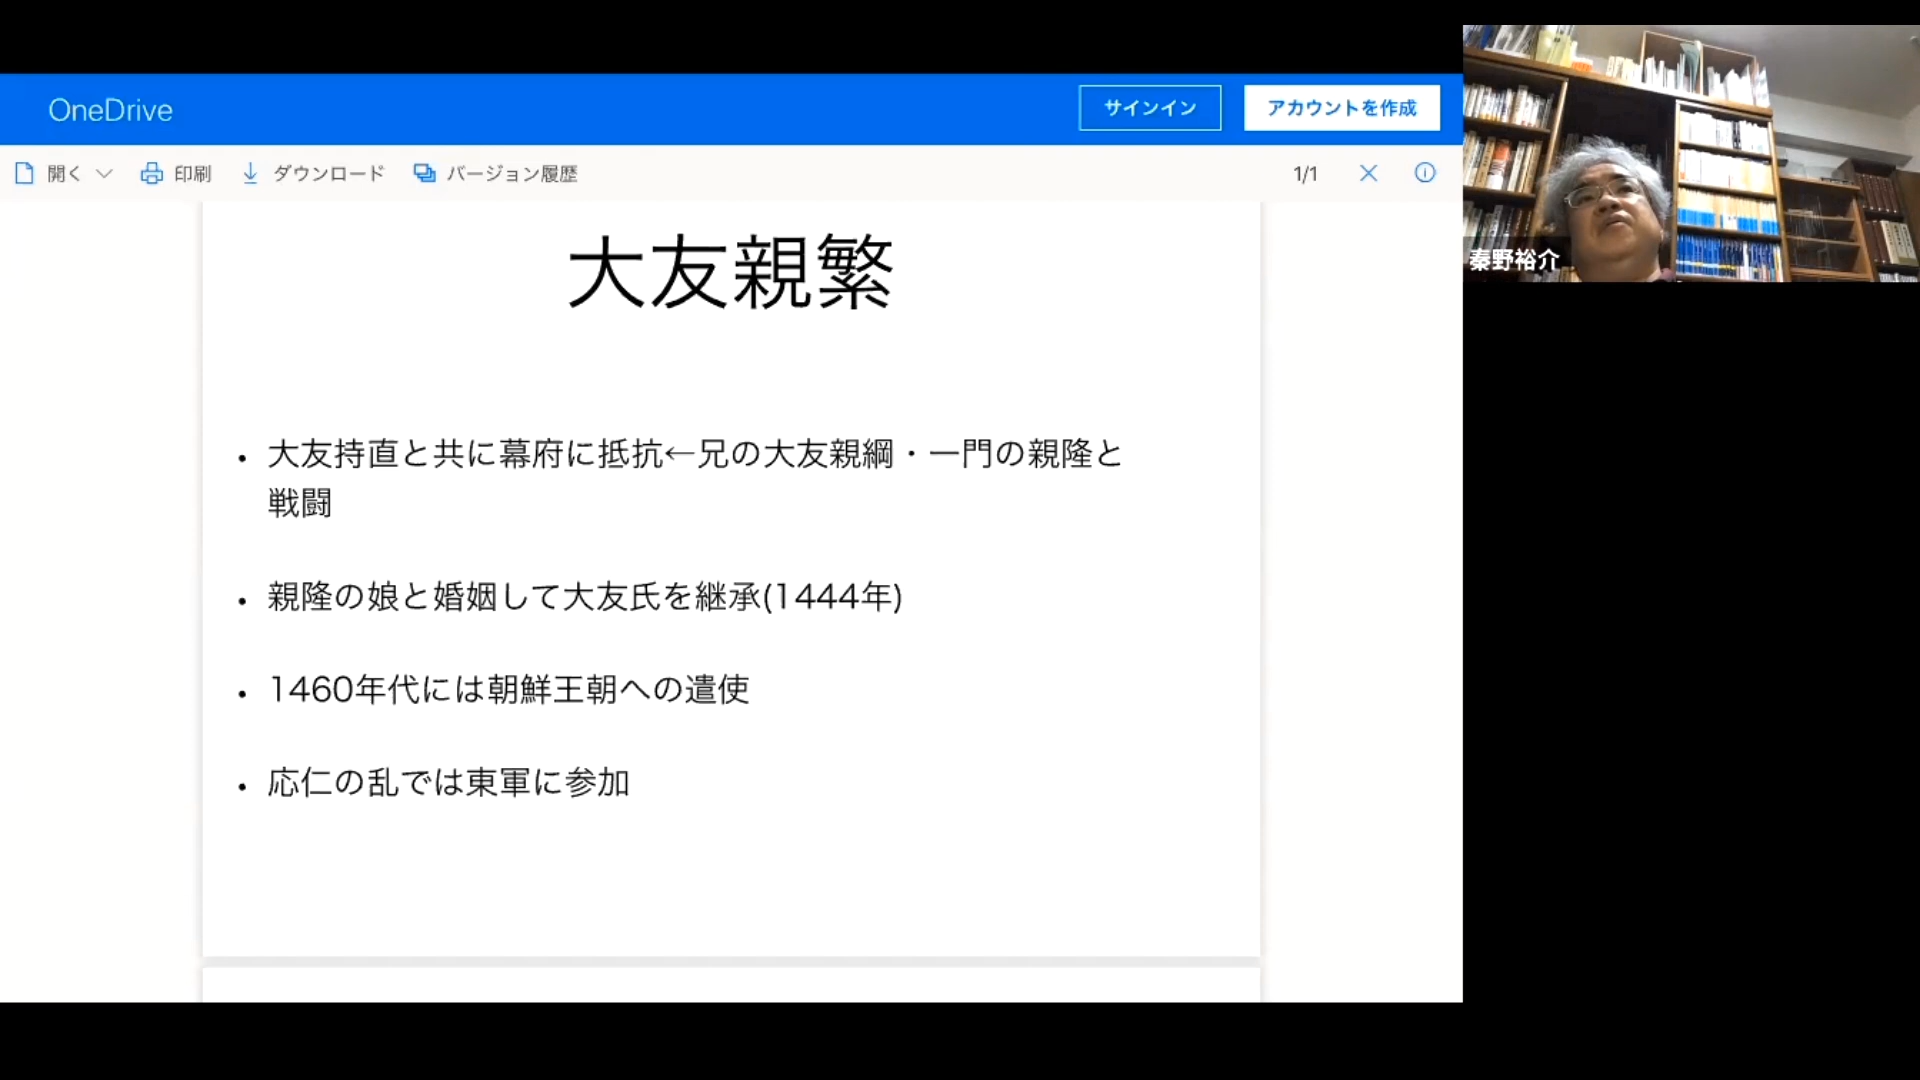 OneDrive
サインイン
アカウントを作成
開く
印刷
ダウンロード
バージョン履歴
1/1
大友親繁
• 大友持直と共に幕府に抵抗←兄の大友親綱・一門の親隆と
戦闘
• 親隆の娘と婚姻して大友氏を継承(1444年)
• 1460年代には朝鮮王朝への遣使
• 応仁の乱では東軍に参加
秦野裕介